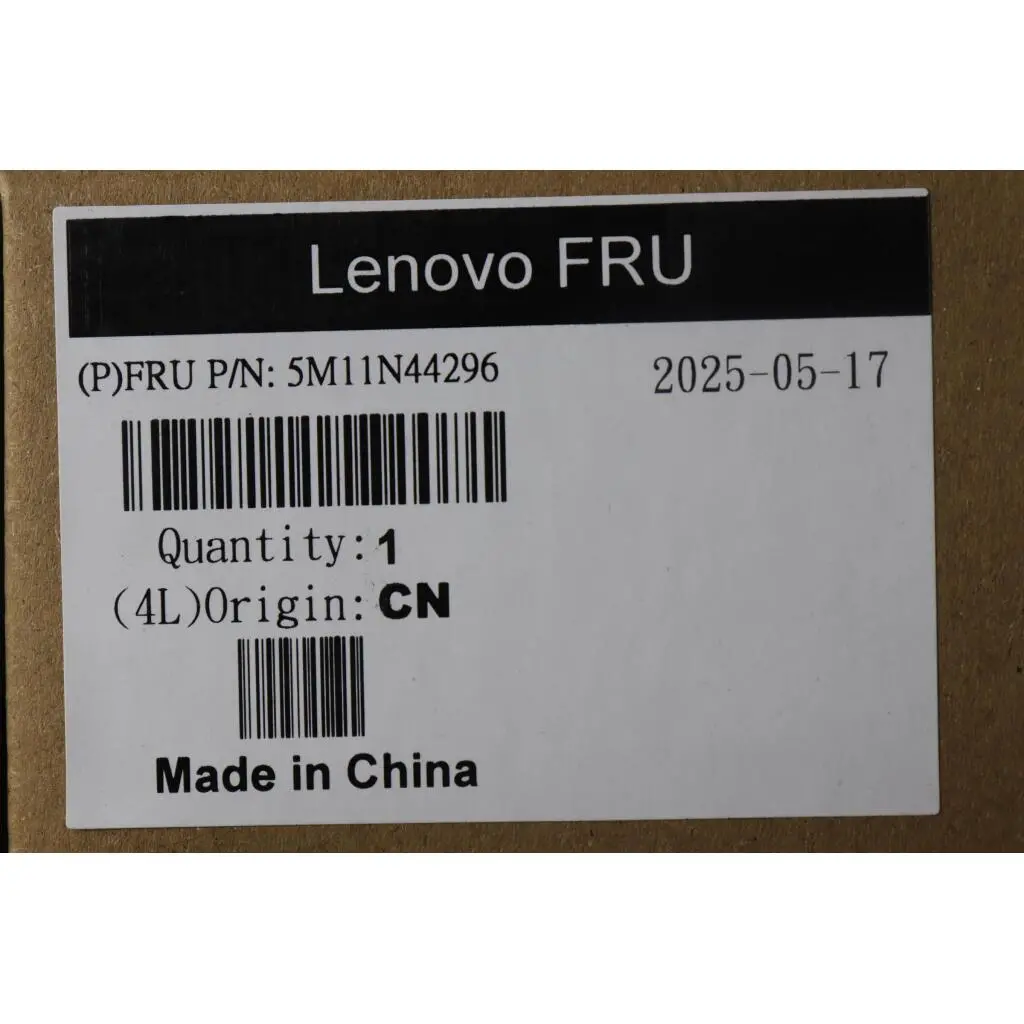 Lenovo FRU
(P)FRU P/N: 5M11N44296
2025-05-17
Quantity: 1
(4L)Origin: CN
Made in China